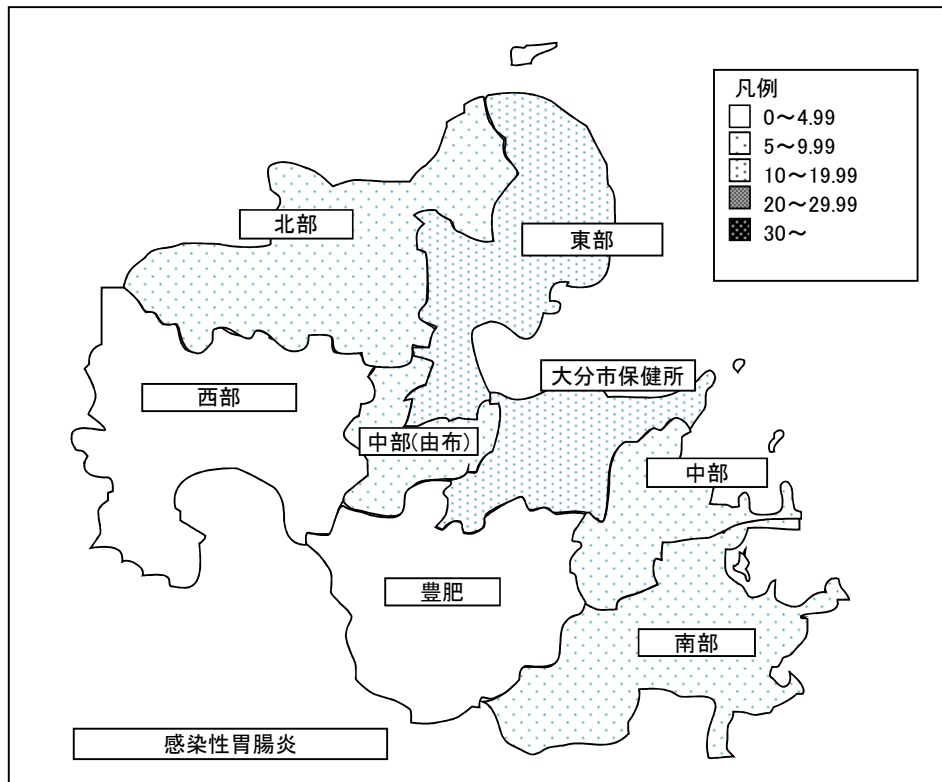 凡例
0～4.99
5～9.99
10～19.99
20～29.99
30～
北部
東部
西部
大分市保健所
中部(由布)
中部
豊肥
南部
感染性胃腸炎